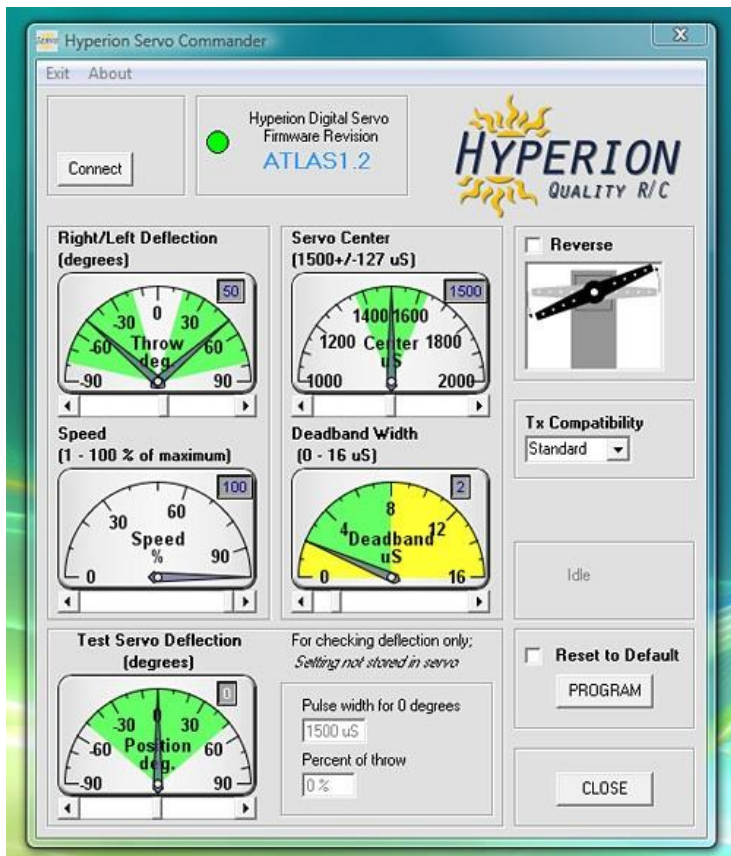 Hyperion Servo Commander
Exit About
Connect
Hyperion Digital Servo
Firmware Revision
ATLAS1.2
HYPERION
QUALITY R/C
Right/Left Deflection
(degrees)
50
-90 -60 -30 0 30 60 90
Throw
deg.
Servo Center
(1500+/-127 uS)
1500
1000 1200 1400 1600 1800 2000
Center
uS
Reverse
Tx Compatibility
Standard
Speed
(1 - 100 % of maximum)
100
0 30 60 90
Speed
%
Deadband Width
(0 - 16 uS)
2
0 4 8 12 16
Deadband
uS
Idle
Test Servo Deflection
(degrees)
0
-90 -60 -30 0 30 60 90
Position
deg.
For checking deflection only;
Setting not stored in servo
Pulse width for 0 degrees
1500 uS
Percent of throw
0 %
Reset to Default
PROGRAM
CLOSE